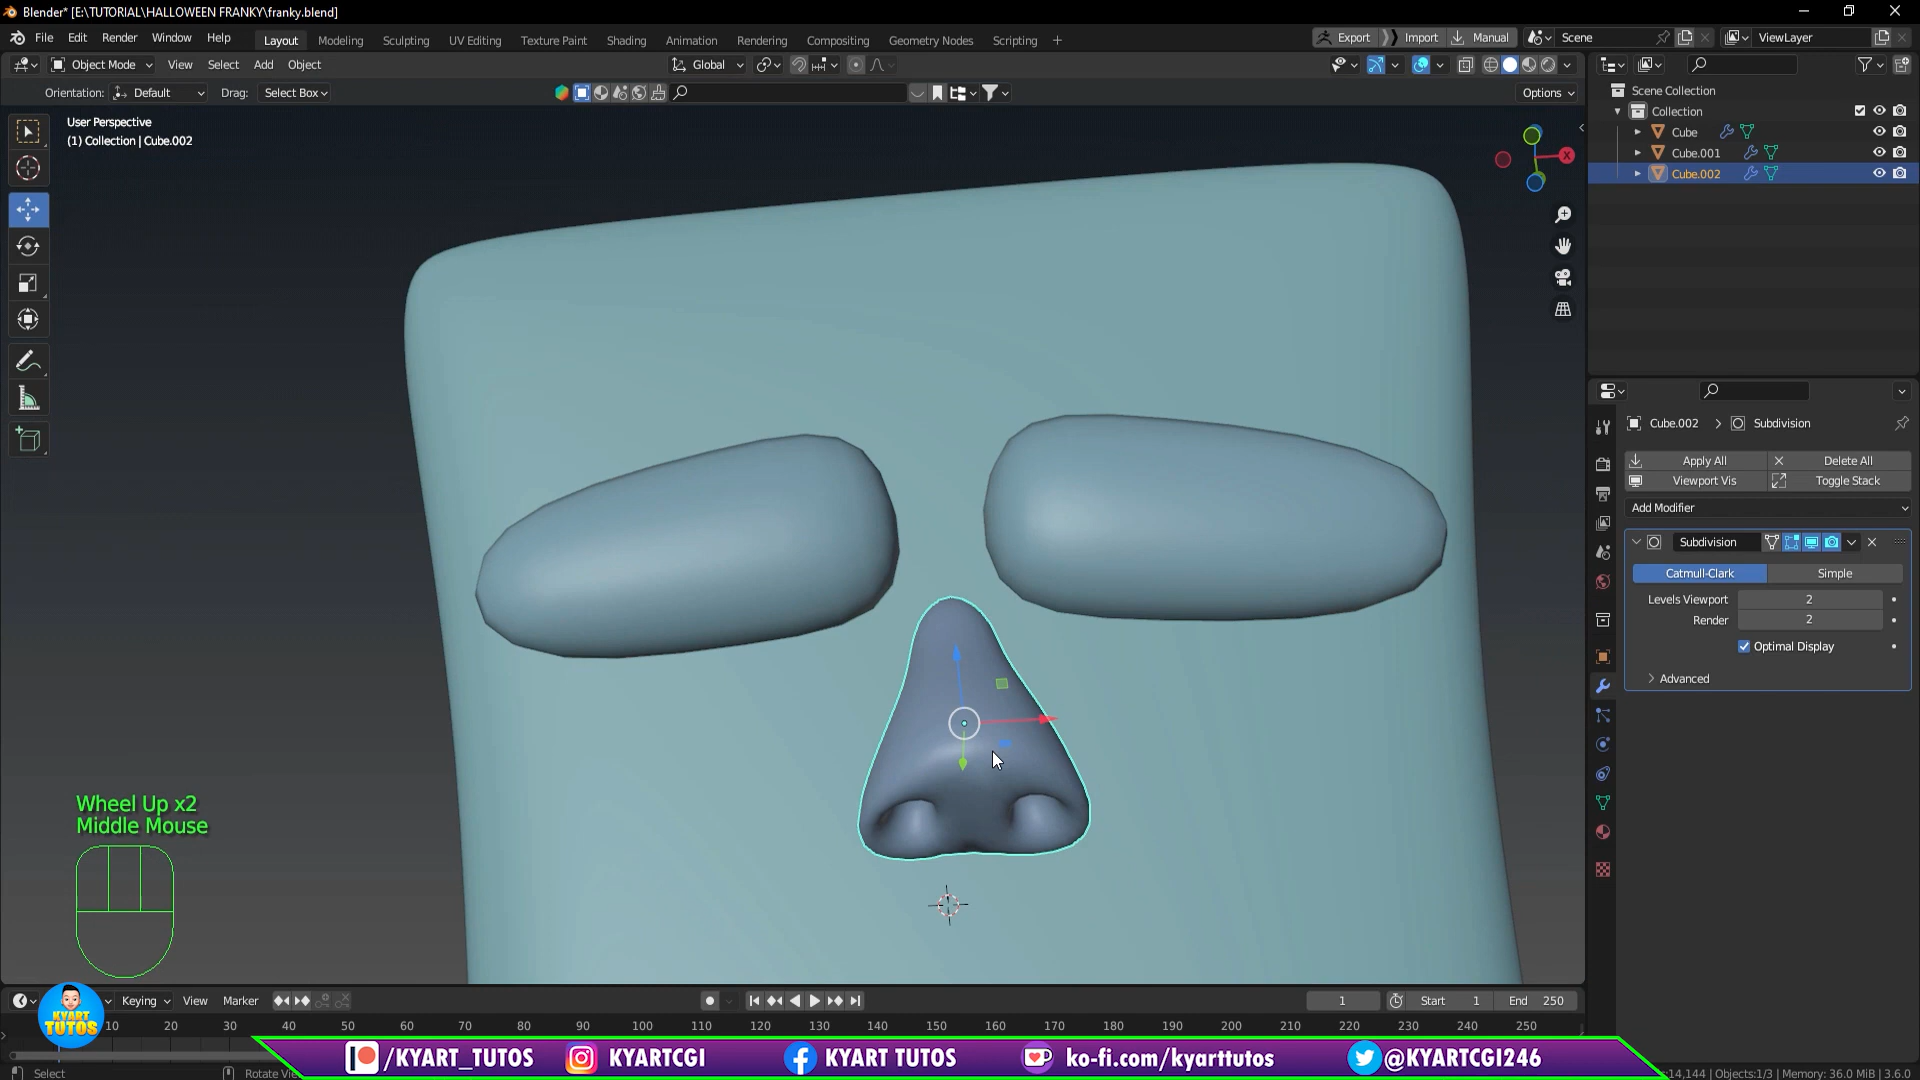 Blender* [E:\TUTORIAL\HALLOWEEN FRANKY\franky.blend]
File Edit Render Window Help Layout Modeling Sculpting UV Editing Texture Paint Shading Animation Rendering Compositing Geometry Nodes Scripting + Export Import Manual Scene ViewLayer
Object Mode View Select Add Object Global
Orientation: Default Drag: Select Box Options
User Perspective
(1) Collection | Cube.002
Scene Collection
Collection
Cube
Cube.001
Cube.002
X
Cube.002 > Subdivision
Apply All Delete All
Viewport Vis Toggle Stack
Add Modifier
Subdivision
Catmull-Clark Simple
Levels Viewport 2
Render 2
Optimal Display
Advanced
Wheel Up x2
Middle Mouse
Keying View Marker 1 Start 1 End 250
10 20 30 40 50 60 70 80 90 100 110 120 130 140 150 160 170 180 190 200 210 220 230 240 250
KYART
TUTOS
/KYART_TUTOS KYARTCGI KYART TUTOS ko-fi.com/kyarttutos @KYARTCGI246
Select Rotate Vie :14,144 | Objects:1/3 | Memory: 36.0 MiB | 3.6.0